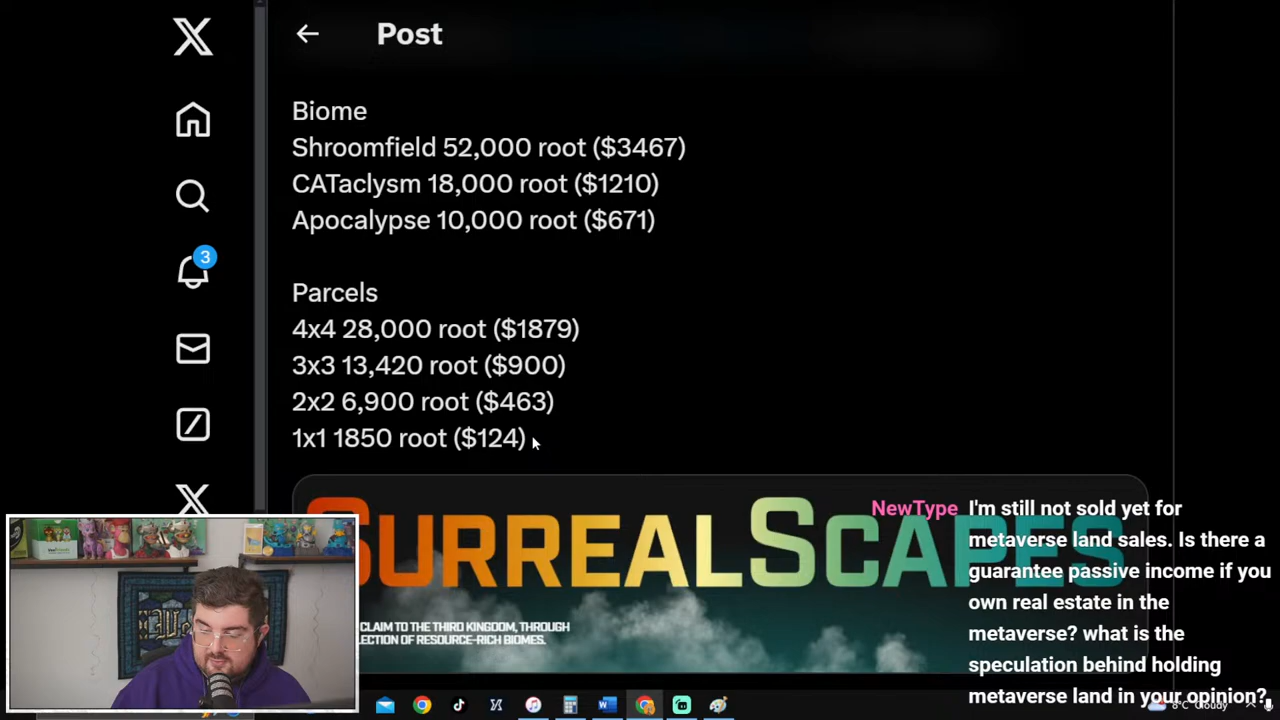 Post
Biome
Shroomfield 52,000 root ($3467)
CATaclysm 18,000 root ($1210)
Apocalypse 10,000 root ($671)
Parcels
4x4 28,000 root ($1879)
3x3 13,420 root ($900)
2x2 6,900 root ($463)
1x1 1850 root ($124)
3
SURREALSCAPES
CLAIM TO THE THIRD KINGDOM, THROUGH
RESOURCE-RICH BIOMES.
NewType I'm still not sold yet for
metaverse land sales. Is there a
guarantee passive income if you
own real estate in the
metaverse? what is the
speculation behind holding
metaverse land in your opinion?
Cloudy